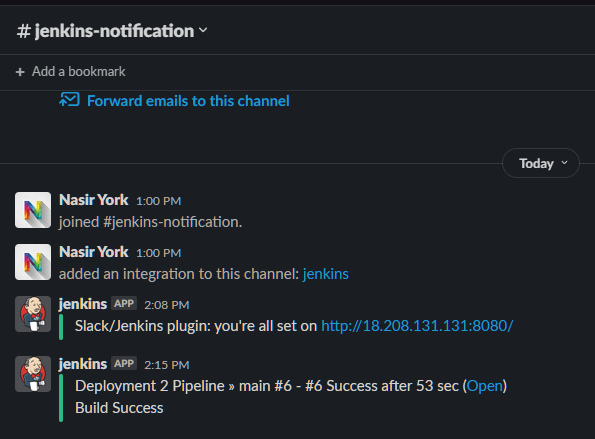 # jenkins-notification
+ Add a bookmark
Forward emails to this channel
Today
Nasir York 1:00 PM
joined #jenkins-notification.
Nasir York 1:00 PM
added an integration to this channel: jenkins
jenkins APP 2:08 PM
Slack/Jenkins plugin: you're all set on http://18.208.131.131:8080/
jenkins APP 2:15 PM
Deployment 2 Pipeline » main #6 - #6 Success after 53 sec (Open)
Build Success